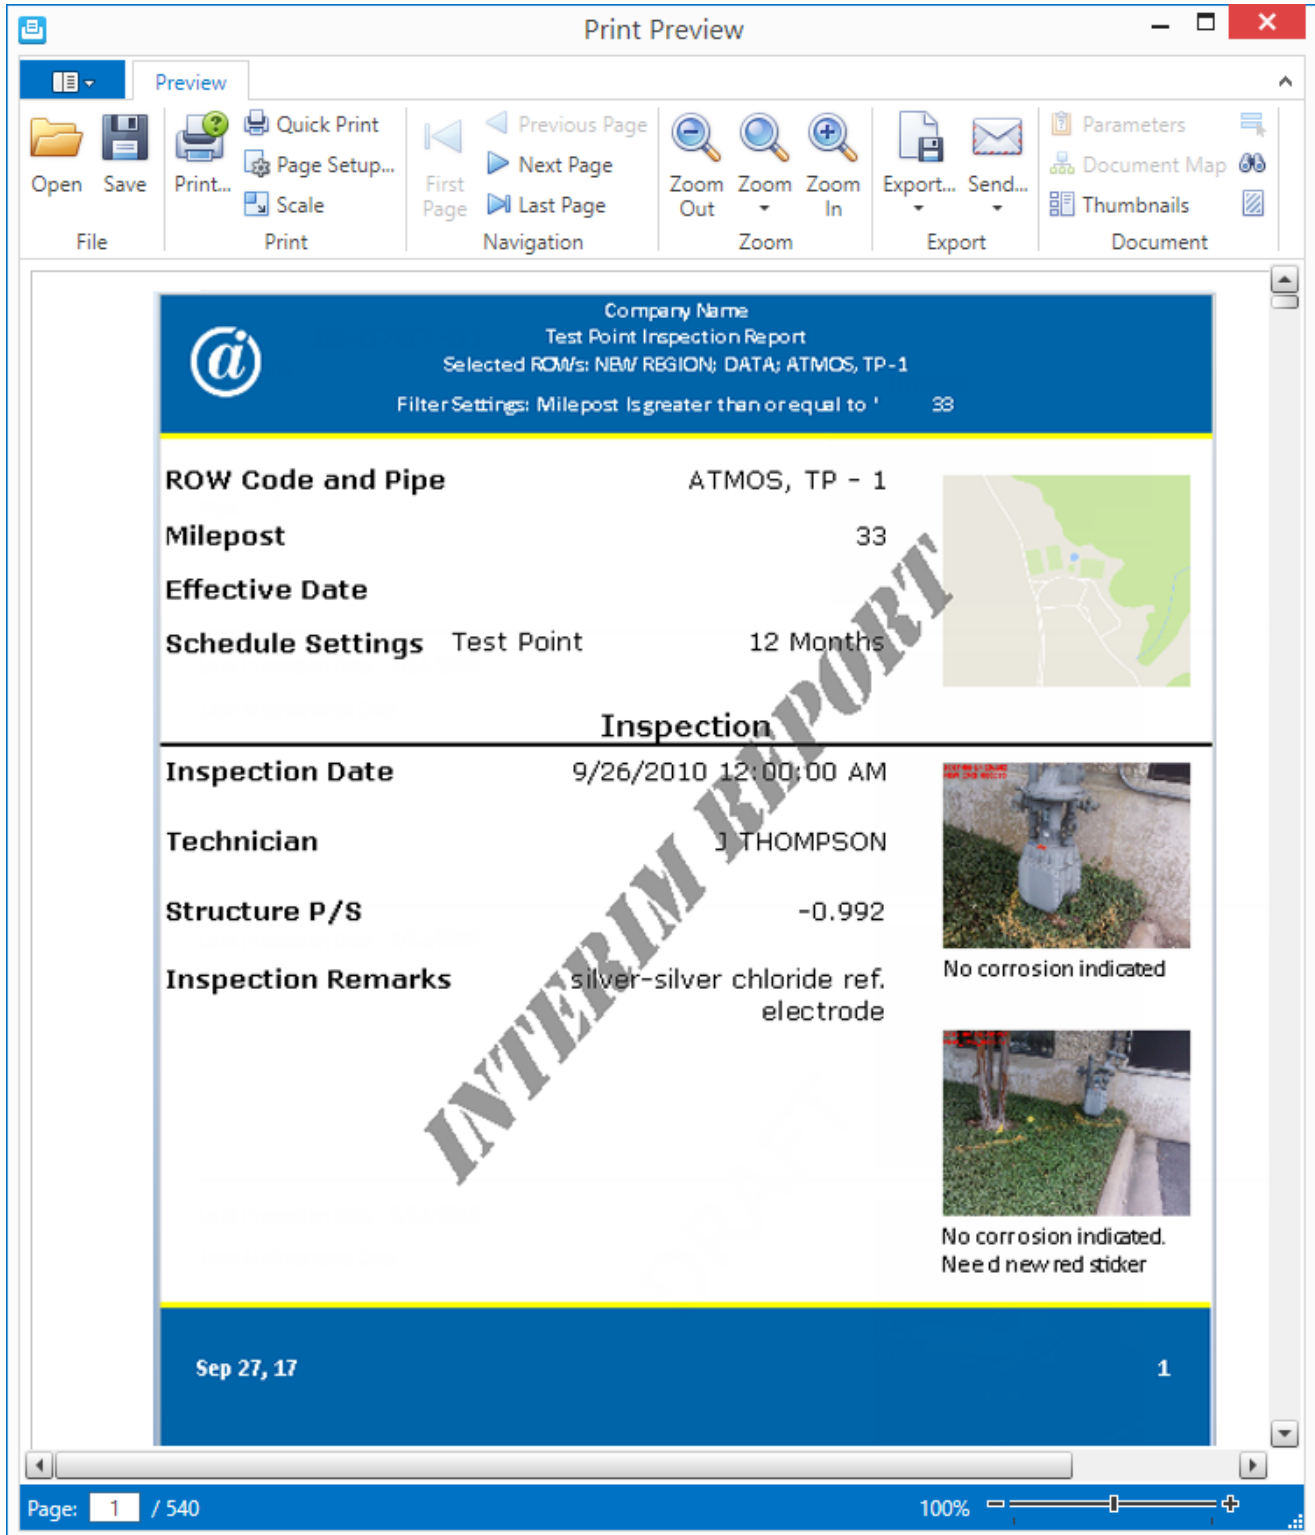 Print Preview
Preview
Open
Save
File
Print...
Quick Print
Page Setup...
Scale
Print
First
Page
Previous Page
Next Page
Last Page
Navigation
Zoom
Out
Zoom
Zoom
In
Zoom
Export...
Send...
Export
Parameters
Document Map
Thumbnails
Document
@
Company Name
Test Point Inspection Report
Selected ROWs: NEW REGION; DATA; ATMOS, TP-1
Filter Settings: Milepost Is greater than or equal to ' 33
ROW Code and Pipe ATMOS, TP - 1
Milepost 33
Effective Date
Schedule Settings Test Point 12 Months
Inspection
Inspection Date 9/26/2010 12:00:00 AM
Technician J THOMPSON
Structure P/S -0.992
Inspection Remarks silver-silver chloride ref.
electrode
No corrosion indicated
No corrosion indicated.
Need new red sticker
INTERIM REPORT
Sep 27, 17 1
Page: 1 / 540 100%